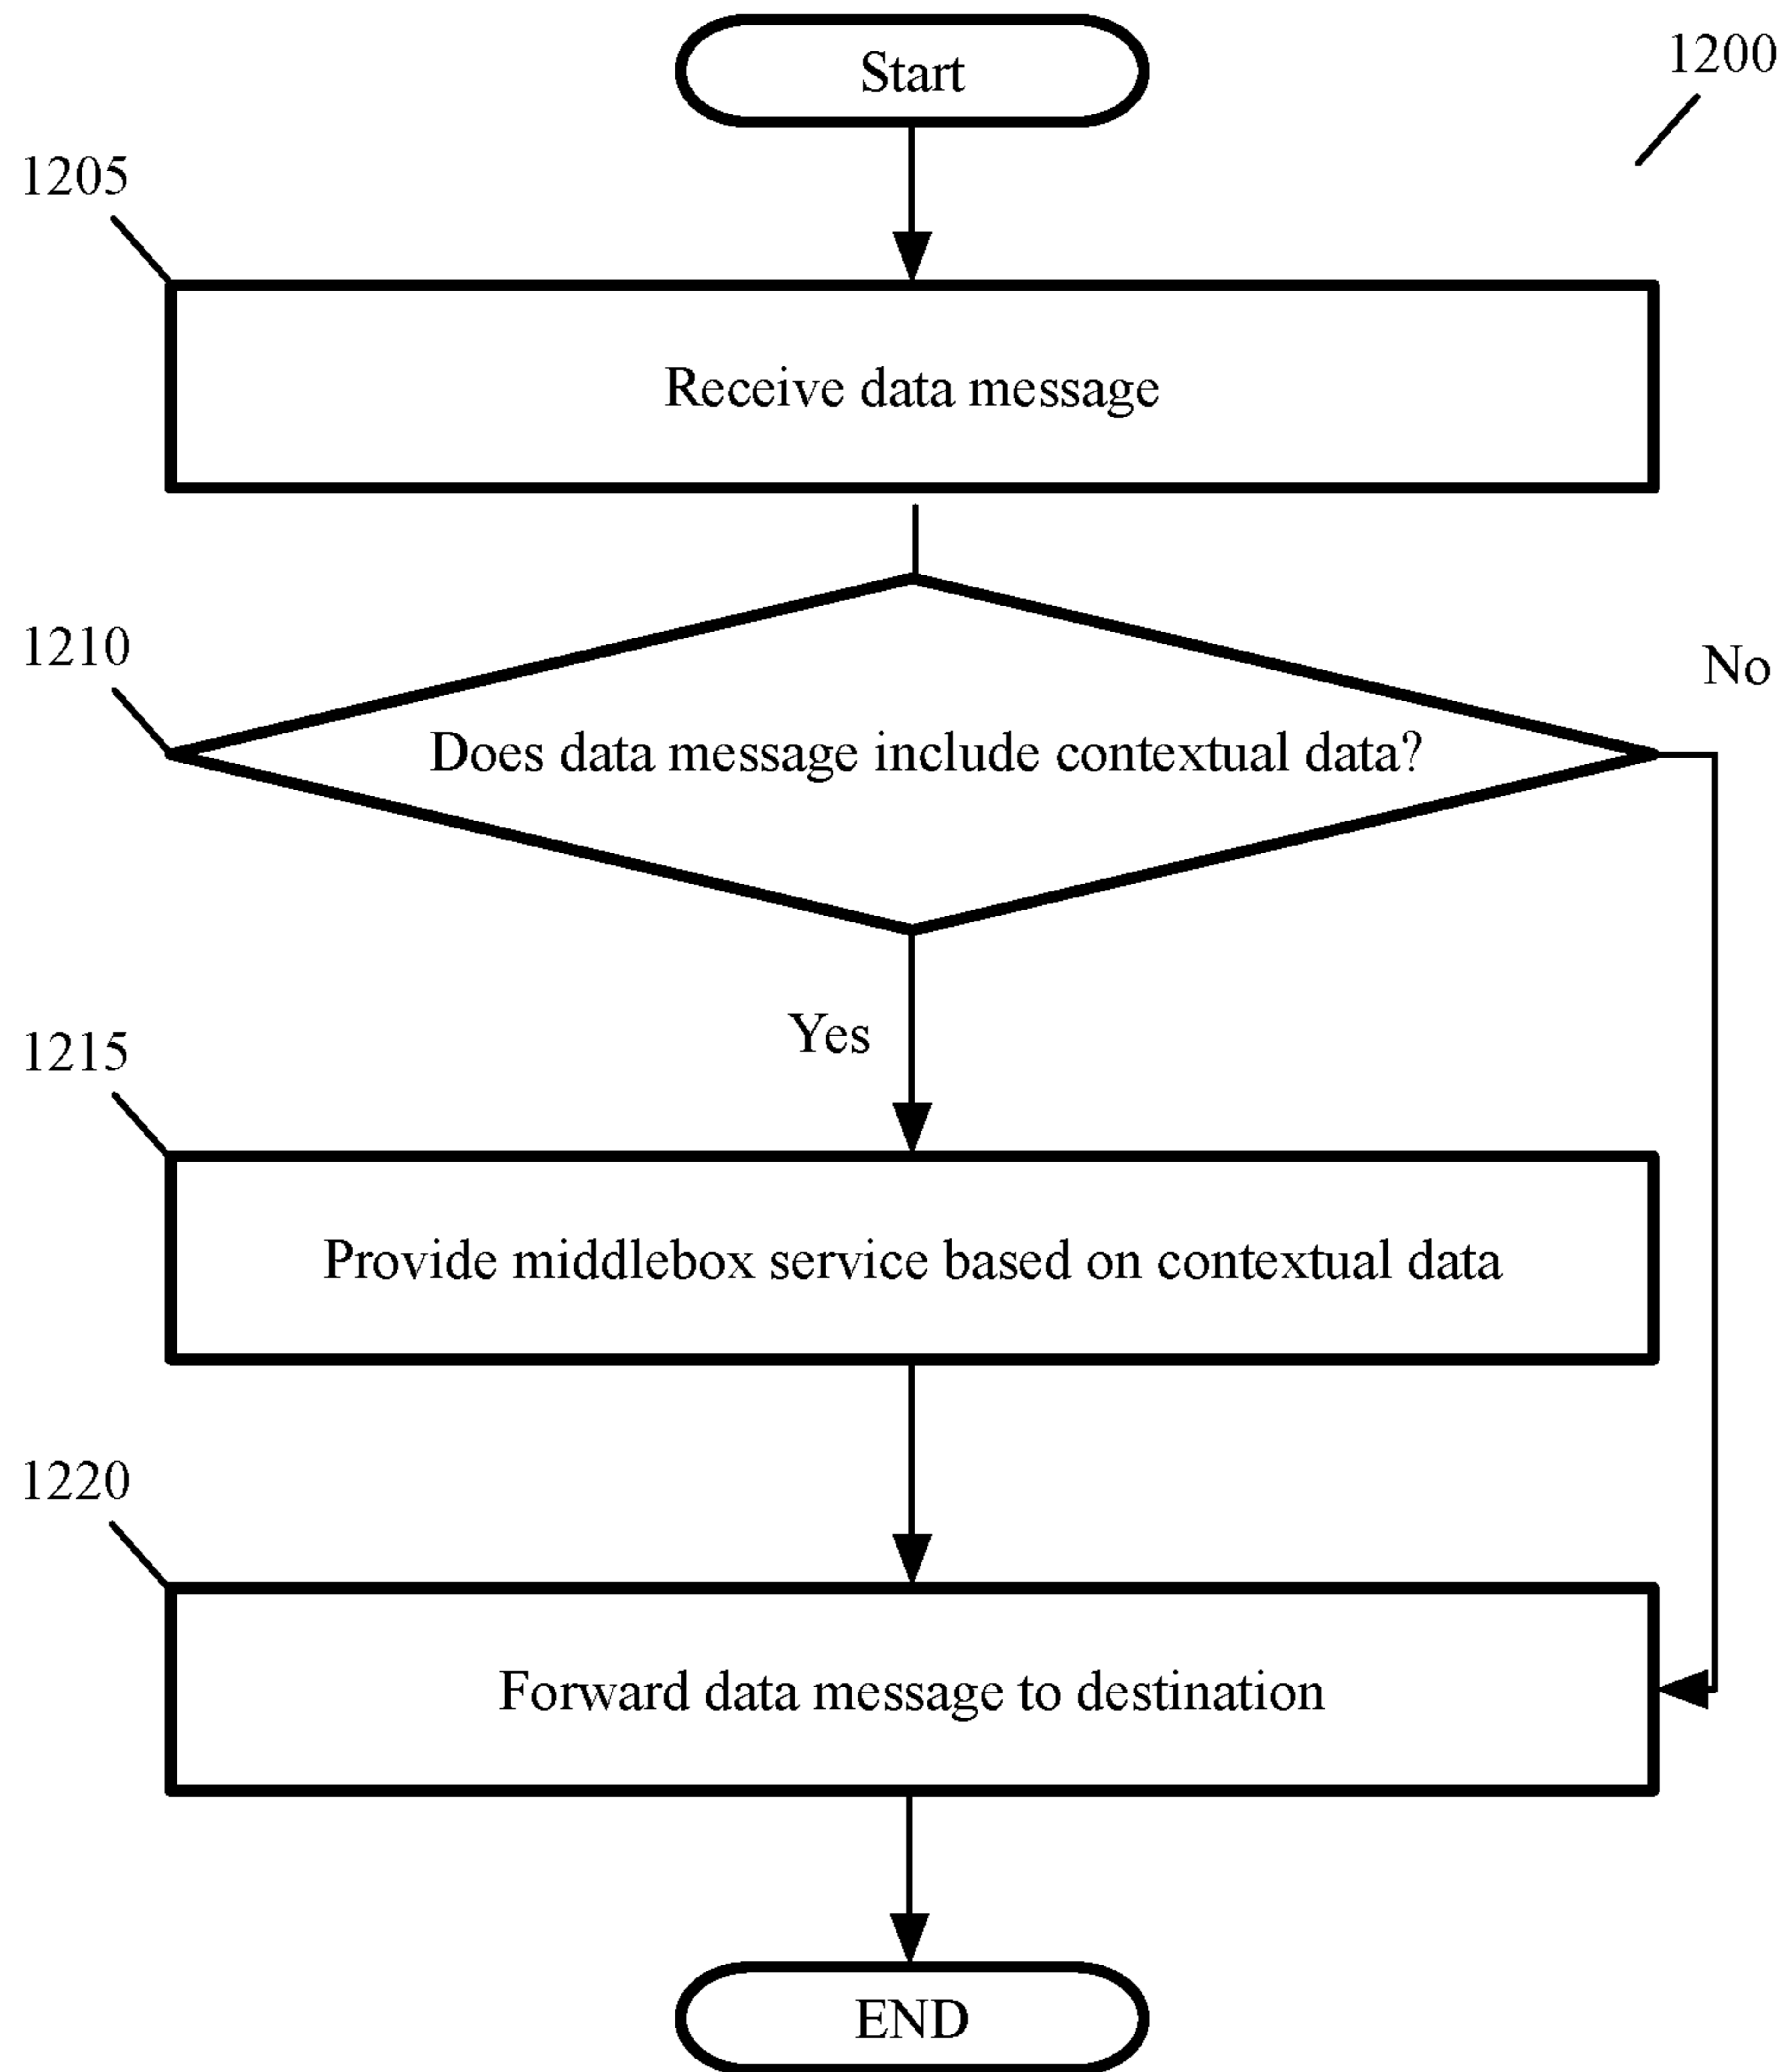 Start
1200
1205
Receive data message
1210
No
Does data message include contextual data?
Yes
1215
Provide middlebox service based on contextual data
1220
Forward data message to destination
END